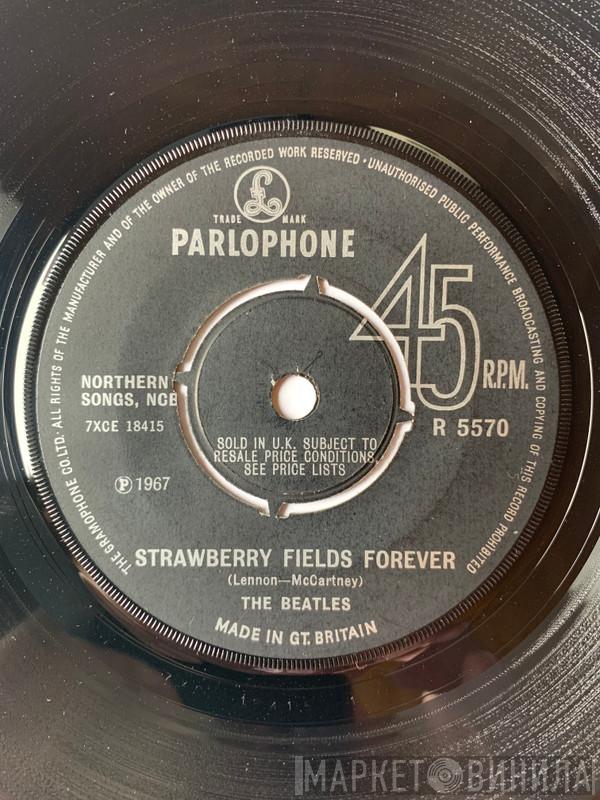 THE GRAMOPHONE CO. LTD. ALL RIGHTS OF THE MANUFACTURER AND OF THE OWNER OF THE RECORDED WORK RESERVED · UNAUTHORISED PUBLIC PERFORMANCE BROADCASTING AND COPYING OF THIS RECORD PROHIBITED
£
TRADE MARK
PARLOPHONE
45
R.P.M.
NORTHERN
SONGS, NCB
7XCE 18415
R 5570
SOLD IN U.K. SUBJECT TO
RESALE PRICE CONDITIONS,
SEE PRICE LISTS
℗ 1967
STRAWBERRY FIELDS FOREVER
(Lennon—McCartney)
THE BEATLES
MADE IN GT. BRITAIN
МАРКЕТ ВИНИЛА